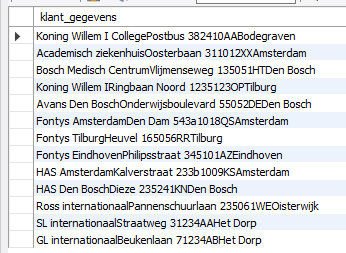 klant_gegevens
Koning Willem I CollegePostbus 382410AABodegraven
Academisch ziekenhuisOosterbaan 311012XXAmsterdam
Bosch Medisch CentrumVlijmenseweg 135051HTDen Bosch
Koning Willem IRingbaan Noord 1235123OPTilburg
Avans Den BoschOnderwijsboulevard 55052DEDen Bosch
Fontys AmsterdamDen Dam 543a1018QSAmsterdam
Fontys TilburgHeuvel 165056RRTilburg
Fontys EindhovenPhilipsstraat 345101AZEindhoven
HAS AmsterdamKalverstraat 233b1009KSAmsterdam
HAS Den BoschDieze 235241KNDen Bosch
Ross internationaalPannenschuurlaan 235061WEOisterwijk
SL internationaalStraatweg 31234AAHet Dorp
GL internationaalBeukenlaan 71234ABHet Dorp